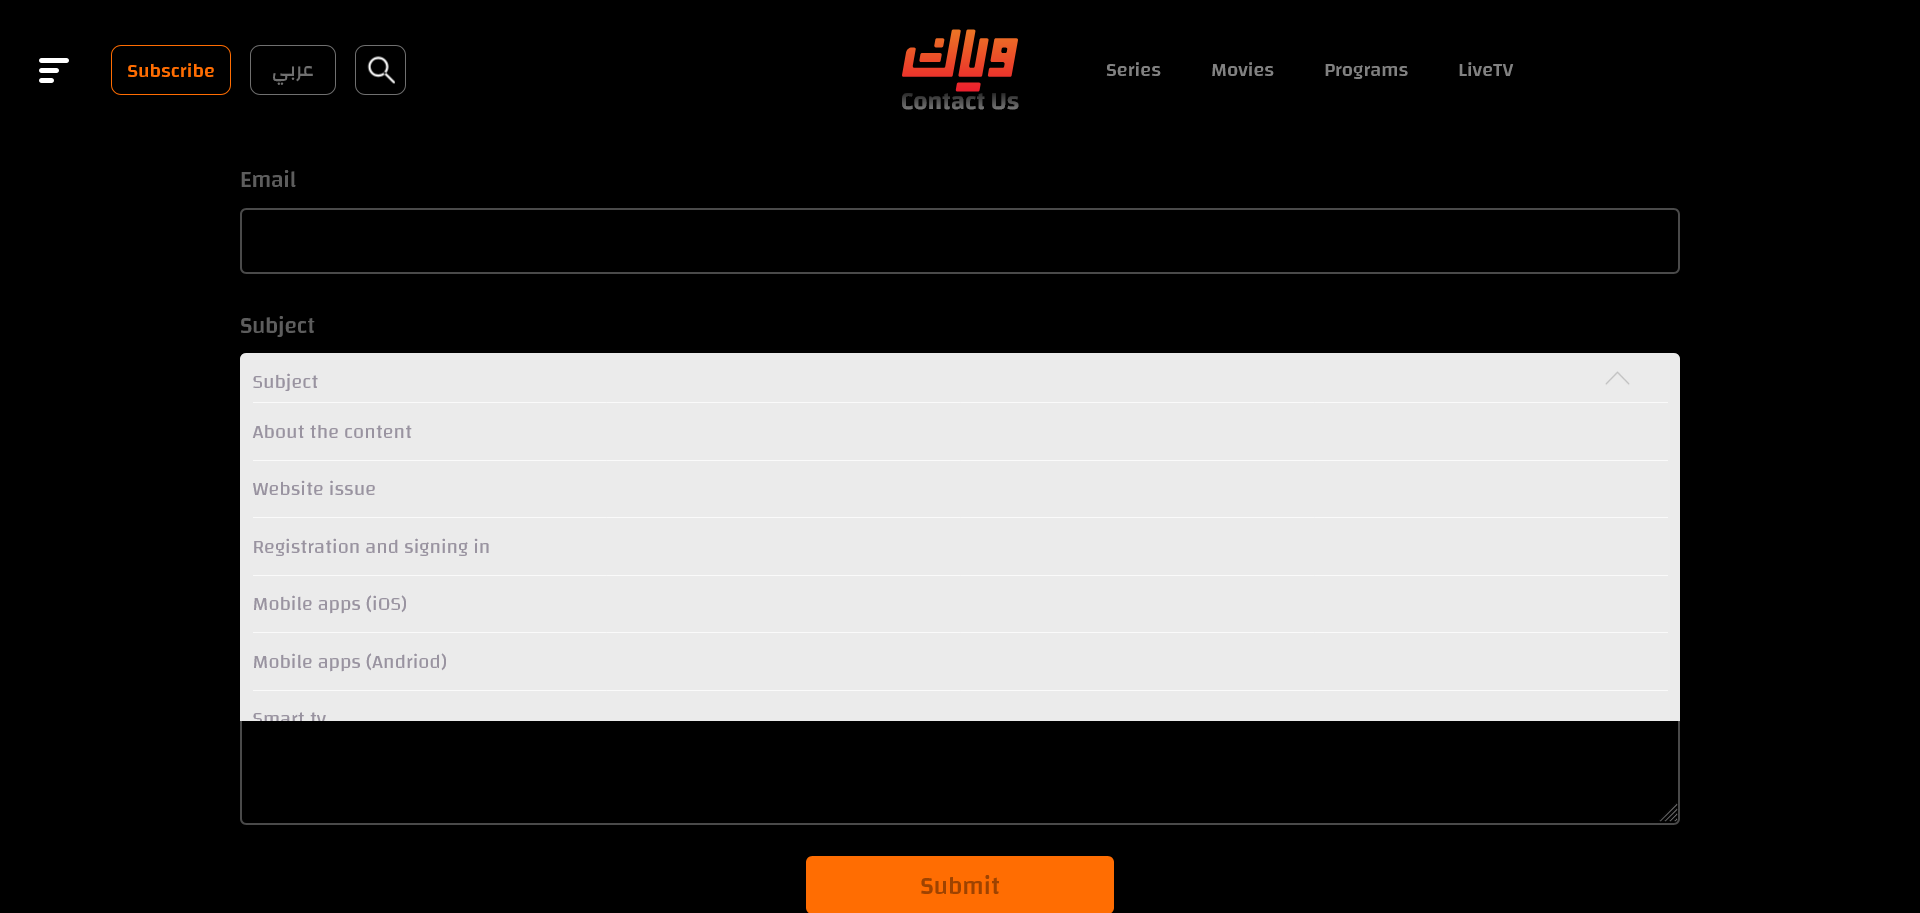 Subscribe
عربي
وياك
Contact Us
Series
Movies
Programs
LiveTV
Email
Subject
Subject
About the content
Website issue
Registration and signing in
Mobile apps (iOS)
Mobile apps (Andriod)
Smart tv
Submit